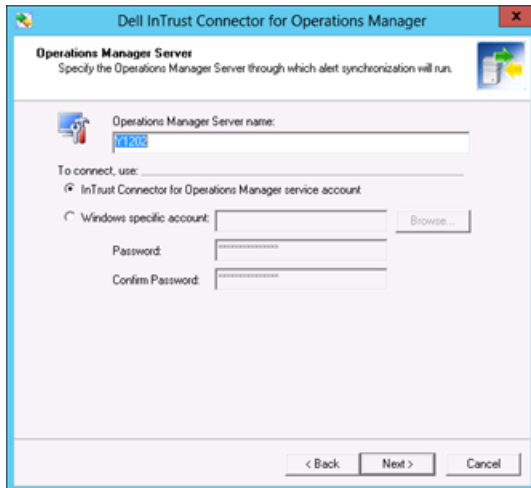 Dell InTrust Connector for Operations Manager
x
Operations Manager Server
Specify the Operations Manager Server through which alert synchronization will run.
Operations Manager Server name:
Y1202
To connect, use:
InTrust Connector for Operations Manager service account
Windows specific account:
Browse...
Password:
**************
Confirm Password:
**************
< Back
Next >
Cancel